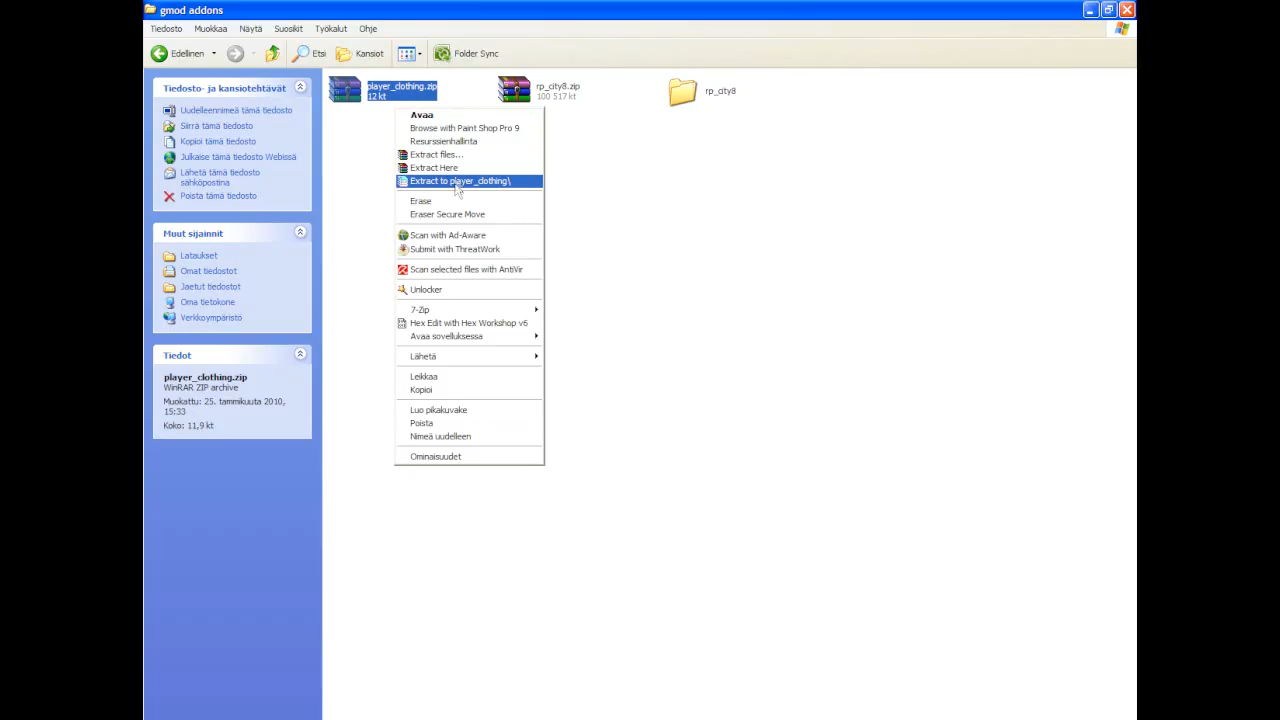 gmod addons
Tiedosto Muokkaa Näytä Suosikit Työkalut Ohje
Edellinen Etsi Kansiot Folder Sync
Tiedosto- ja kansiotehtävät
Uudelleennimeä tämä tiedosto
Siirrä tämä tiedosto
Kopioi tämä tiedosto
Julkaise tämä tiedosto Webissä
Lähetä tämä tiedosto
sähköpostina
Poista tämä tiedosto
Muut sijainnit
Lataukset
Omat tiedostot
Jaetut tiedostot
Oma tietokone
Verkkoympäristö
Tiedot
player_clothing.zip
WinRAR ZIP archive
Muokattu: 25. tammikuuta 2010,
15:33
Koko: 11,9 kt
player_clothing.zip
12 kt
rp_city8.zip
100 517 kt
rp_city8
Avaa
Browse with Paint Shop Pro 9
Resurssienhallinta
Extract files...
Extract Here
Extract to player_clothing\
Erase
Eraser Secure Move
Scan with Ad-Aware
Submit with ThreatWork
Scan selected files with AntiVir
Unlocker
7-Zip
Hex Edit with Hex Workshop v6
Avaa sovelluksessa
Lähetä
Leikkaa
Kopioi
Luo pikakuvake
Poista
Nimeä uudelleen
Ominaisuudet